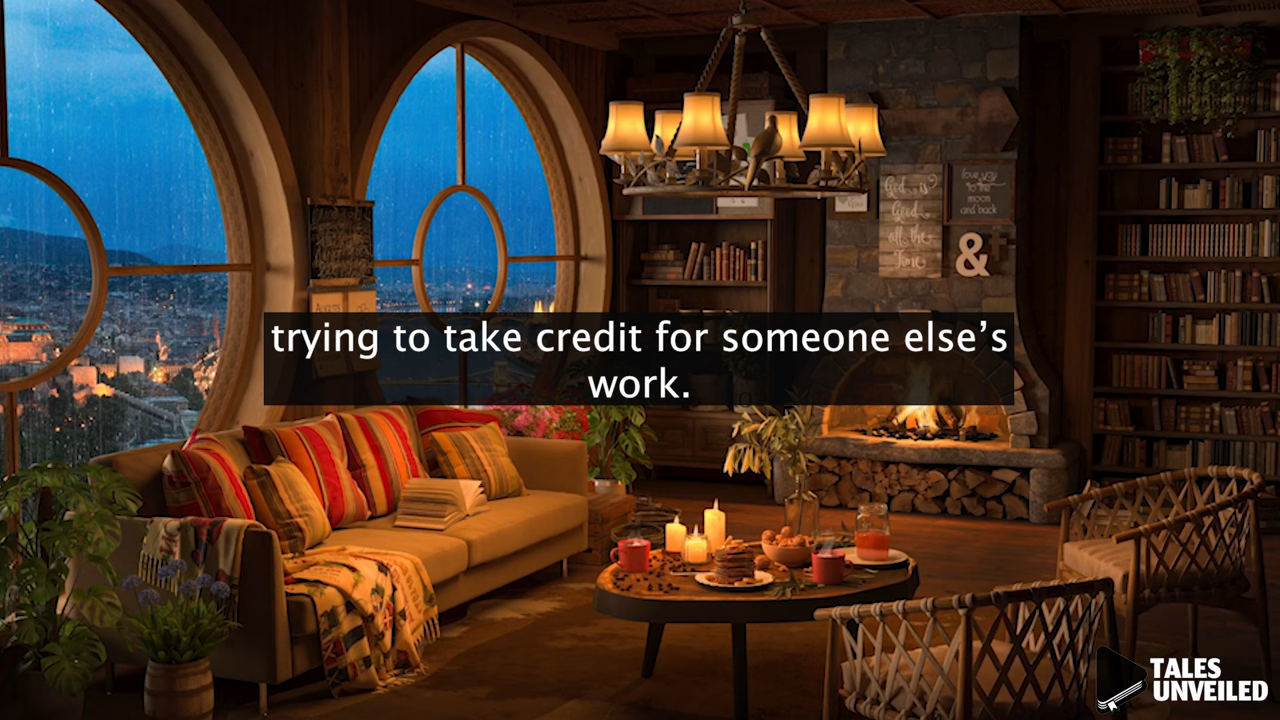 God is
Good
all the
Time
love you
to the
moon
and back
&
trying to take credit for someone else’s
work.
TALES
UNVEILED